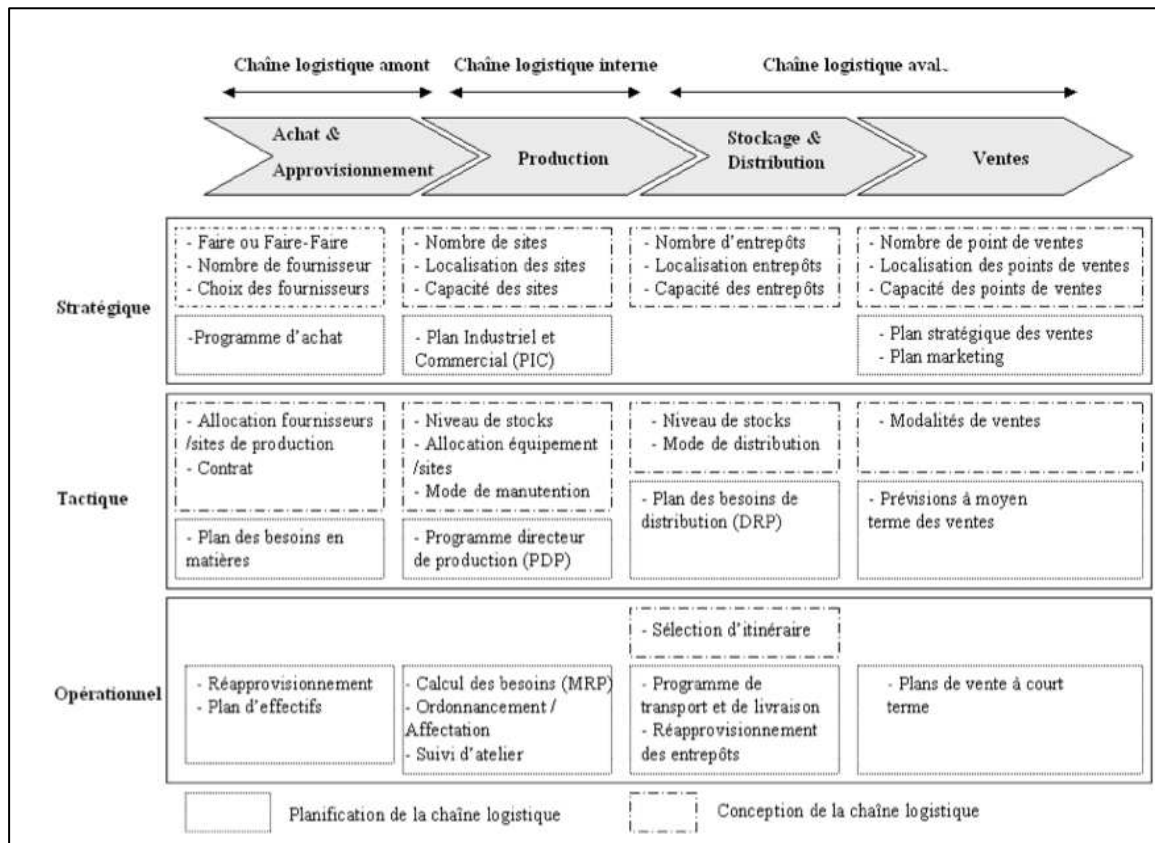 Chaîne logistique amont
Chaîne logistique interne
Chaîne logistique aval.
Achat &
Approvisionnement
Production
Stockage &
Distribution
Ventes
Stratégique
- Faire ou Faire-Faire
- Nombre de fournisseur
- Choix des fournisseurs
- Nombre de sites
- Localisation des sites
- Capacité des sites
- Nombre d'entrepôts
- Localisation entrepôts
- Capacité des entrepôts
- Nombre de point de ventes
- Localisation des points de ventes
- Capacité des points de ventes
-Programme d'achat
- Plan Industriel et
Commercial (PIC)
- Plan stratégique des ventes
- Plan marketing
Tactique
- Allocation fournisseurs
/sites de production
- Contrat
- Niveau de stocks
- Allocation équipement
/sites
- Mode de manutention
- Niveau de stocks
- Mode de distribution
- Modalités de ventes
- Plan des besoins en
matières
- Programme directeur
de production (PDP)
- Plan des besoins de
distribution (DRP)
- Prévisions à moyen
terme des ventes
Opérationnel
- Sélection d'itinéraire
- Réapprovisionnement
- Plan d'effectifs
- Calcul des besoins (MRP)
- Ordonnancement /
Affectation
- Suivi d'atelier
- Programme de
transport et de livraison
- Réapprovisionnement
des entrepôts
- Plans de vente à court
terme
Planification de la chaîne logistique
Conception de la chaîne logistique